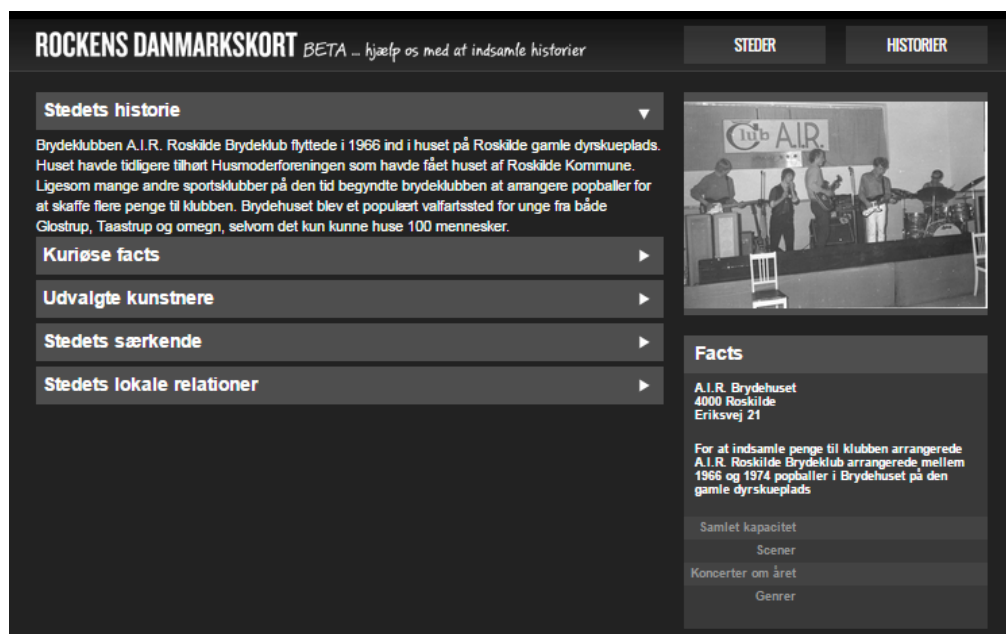 ROCKENS DANMARKSKORT BETA ... hjælp os med at indsamle historier
STEDER
HISTORIER
Stedets historie
Brydeklubben A.I.R. Roskilde Brydeklub flyttede i 1966 ind i huset på Roskilde gamle dyrskueplads.
Huset havde tidligere tilhørt Husmoderforeningen som havde fået huset af Roskilde Kommune.
Ligesom mange andre sportsklubber på den tid begyndte brydeklubben at arrangere popballer for
at skaffe flere penge til klubben. Brydehuset blev et populært valfartssted for unge fra både
Glostrup, Taastrup og omegn, selvom det kun kunne huse 100 mennesker.
Kuriøse facts
Udvalgte kunstnere
Stedets særkende
Stedets lokale relationer
Club A.I.R.
Facts
A.I.R. Brydehuset
4000 Roskilde
Eriksvej 21
For at indsamle penge til klubben arrangerede
A.I.R. Roskilde Brydeklub arrangerede mellem
1966 og 1974 popballer i Brydehuset på den
gamle dyrskueplads
Samlet kapacitet
Scener
Koncerter om året
Genrer